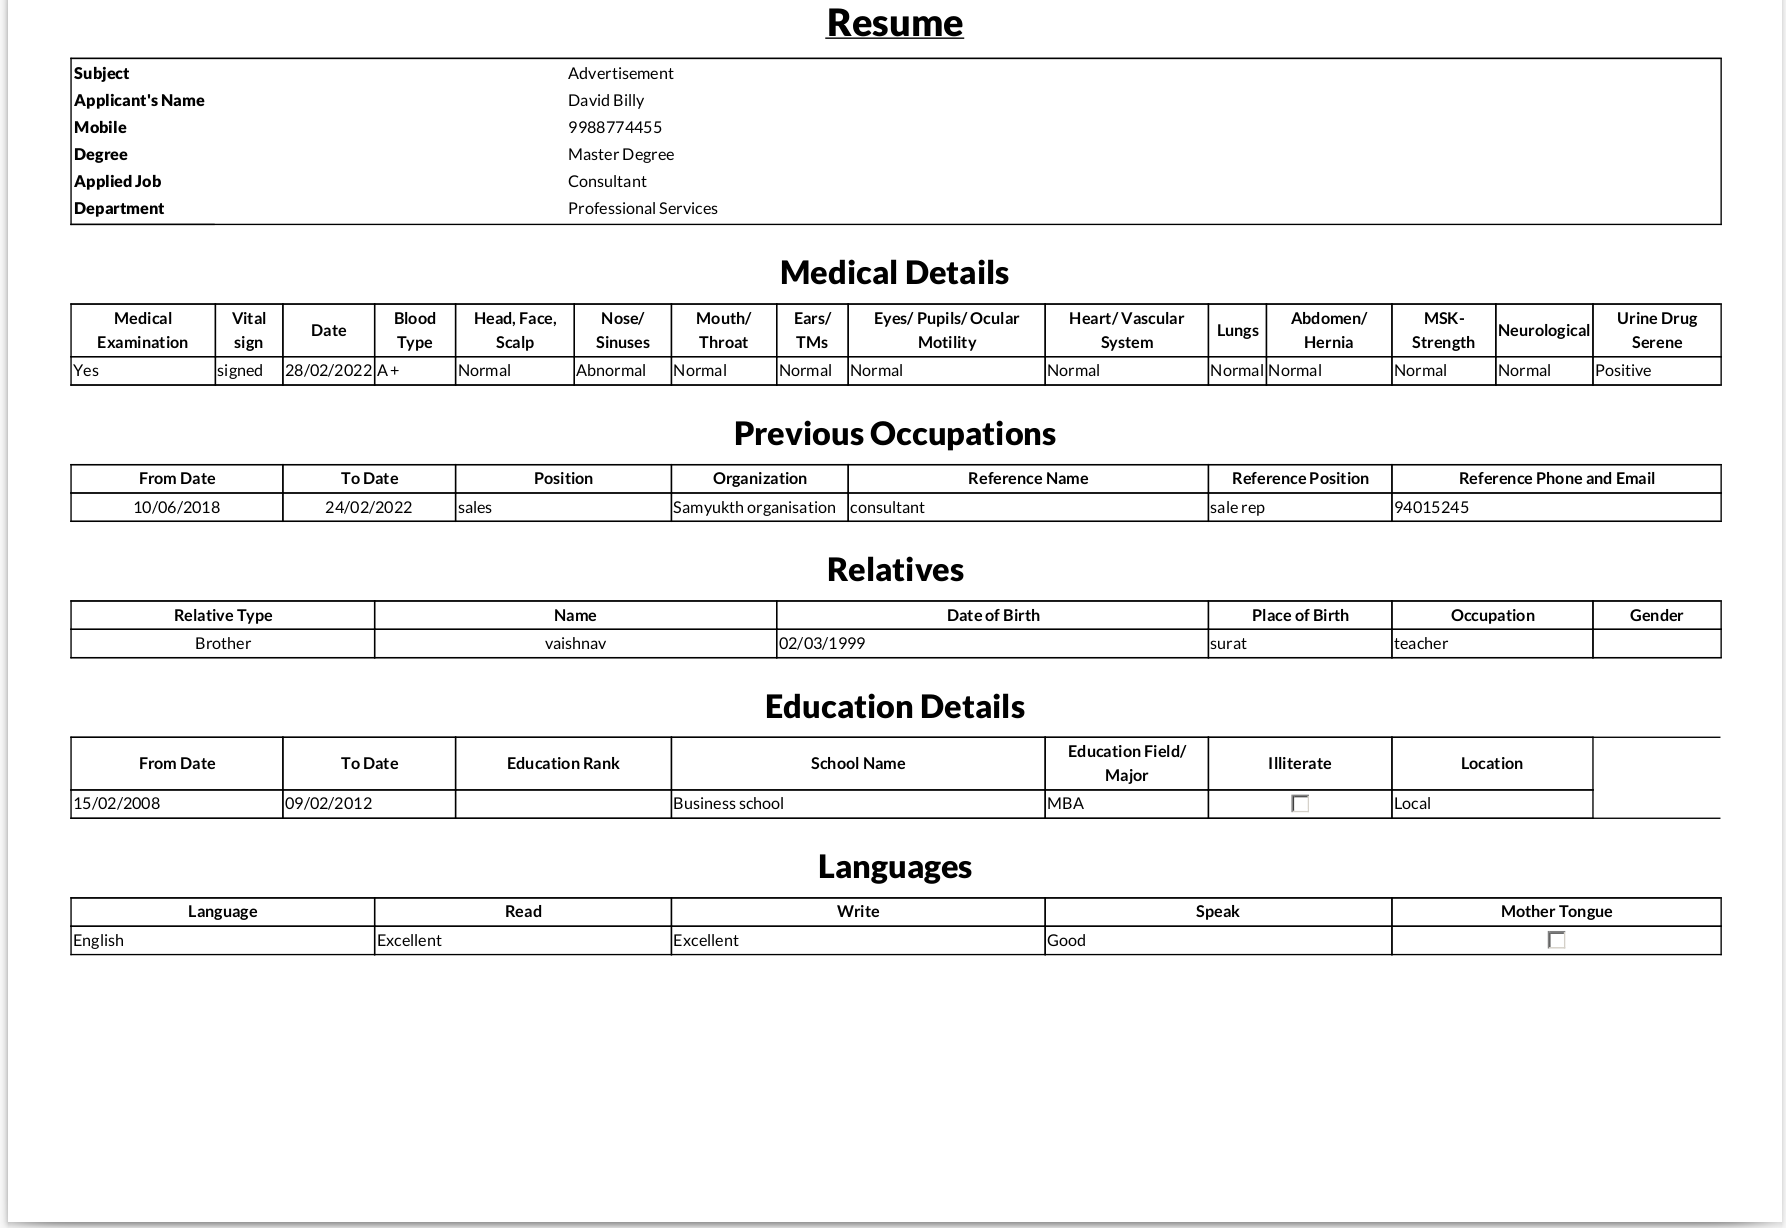 Resume
Subject Advertisement
Applicant's Name David Billy
Mobile 9988774455
Degree Master Degree
Applied Job Consultant
Department Professional Services
Medical Details
Medical Examination Vital sign Date Blood Type Head, Face, Scalp Nose/ Sinuses Mouth/ Throat Ears/ TMs Eyes/ Pupils/ Ocular Motility Heart/ Vascular System Lungs Abdomen/ Hernia MSK- Strength Neurological Urine Drug Serene
Yes signed 28/02/2022 A+ Normal Abnormal Normal Normal Normal Normal Normal Normal Normal Normal Positive
Previous Occupations
From Date To Date Position Organization Reference Name Reference Position Reference Phone and Email
10/06/2018 24/02/2022 sales Samyukth organisation consultant sale rep 94015245
Relatives
Relative Type Name Date of Birth Place of Birth Occupation Gender
Brother vaishnav 02/03/1999 surat teacher
Education Details
From Date To Date Education Rank School Name Education Field/ Major Illiterate Location
15/02/2008 09/02/2012 Business school MBA Local
Languages
Language Read Write Speak Mother Tongue
English Excellent Excellent Good